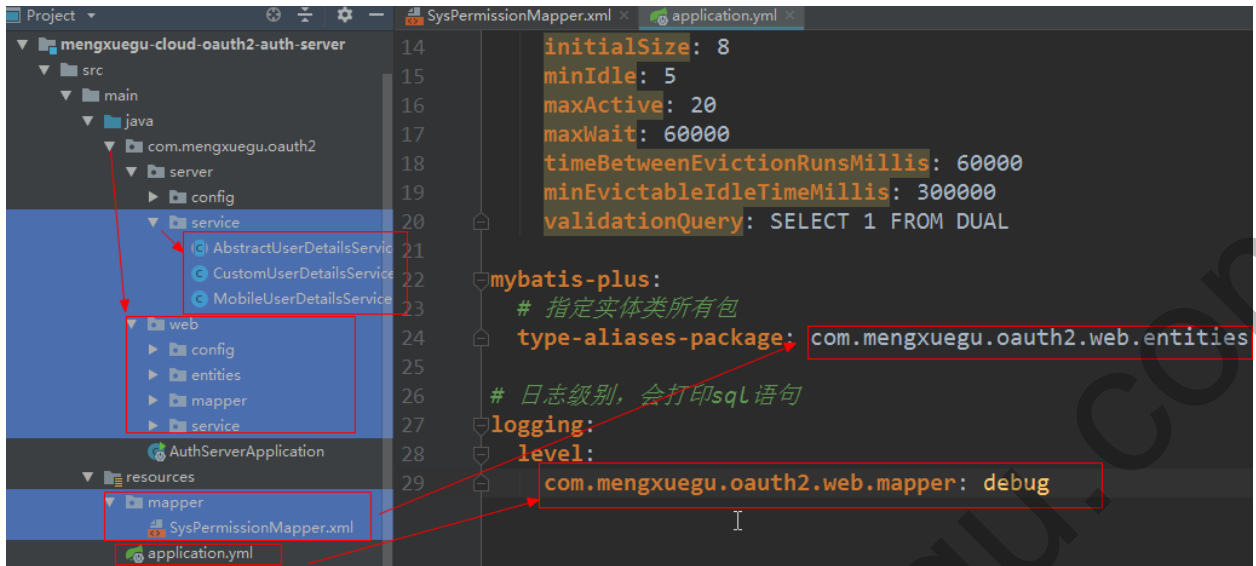 Project
SysPermissionMapper.xml
application.yml
mengxuegu-cloud-oauth2-auth-server
src
main
java
com.mengxuegu.oauth2
server
config
service
AbstractUserDetailsServic
CustomUserDetailsService
MobileUserDetailsService
web
config
entities
mapper
service
AuthServerApplication
resources
mapper
SysPermissionMapper.xml
application.yml
14 initialSize: 8
15 minIdle: 5
16 maxActive: 20
17 maxWait: 60000
18 timeBetweenEvictionRunsMillis: 60000
19 minEvictableIdleTimeMillis: 300000
20 validationQuery: SELECT 1 FROM DUAL
21
22 mybatis-plus:
23 # 指定实体类所有包
24 type-aliases-package: com.mengxuegu.oauth2.web.entities
25
26 # 日志级别，会打印sql语句
27 logging:
28 level:
29 com.mengxuegu.oauth2.web.mapper: debug